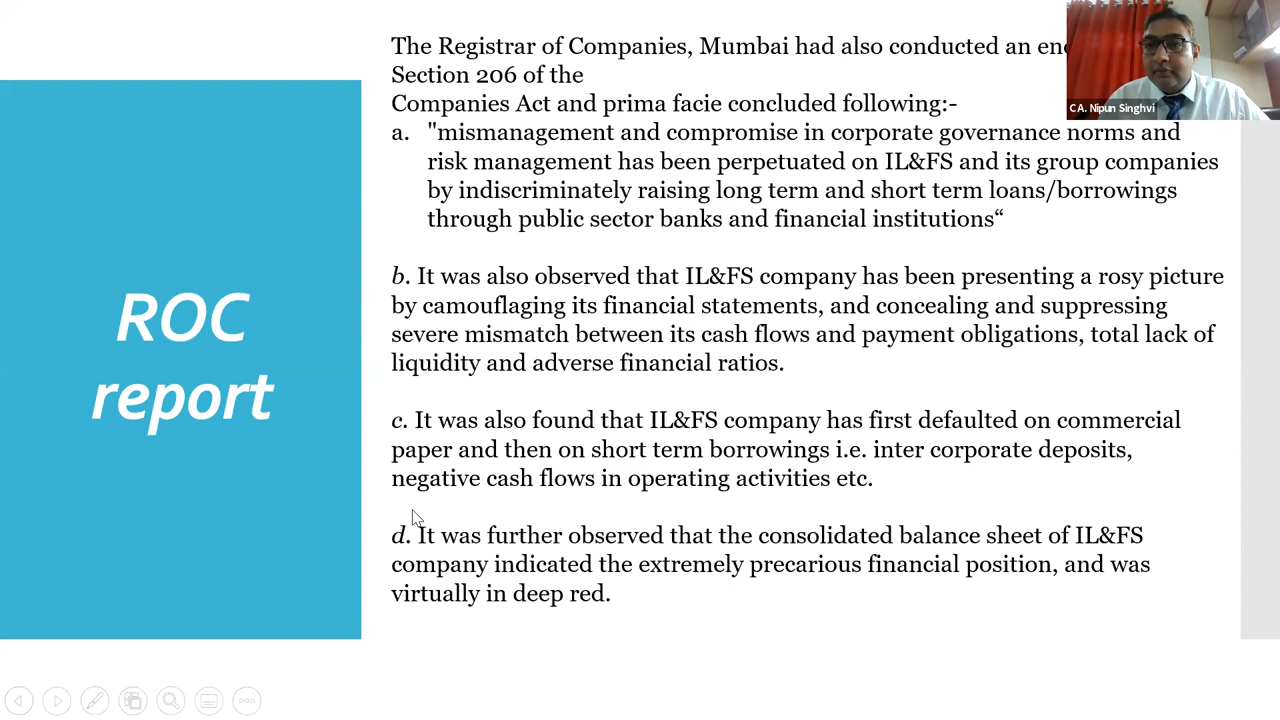 The Registrar of Companies, Mumbai had also conducted an
Section 206 of the
Companies Act and prima facie concluded following:-
a. "mismanagement and compromise in corporate governance norms and
risk management has been perpetuated on IL&FS and its group companies
by indiscriminately raising long term and short term loans/borrowings
through public sector banks and financial institutions“
b. It was also observed that IL&FS company has been presenting a rosy picture
by camouflaging its financial statements, and concealing and suppressing
severe mismatch between its cash flows and payment obligations, total lack of
liquidity and adverse financial ratios.
c. It was also found that IL&FS company has first defaulted on commercial
paper and then on short term borrowings i.e. inter corporate deposits,
negative cash flows in operating activities etc.
d. It was further observed that the consolidated balance sheet of IL&FS
company indicated the extremely precarious financial position, and was
virtually in deep red.
ROC
report
CA. Nipun Singhvi